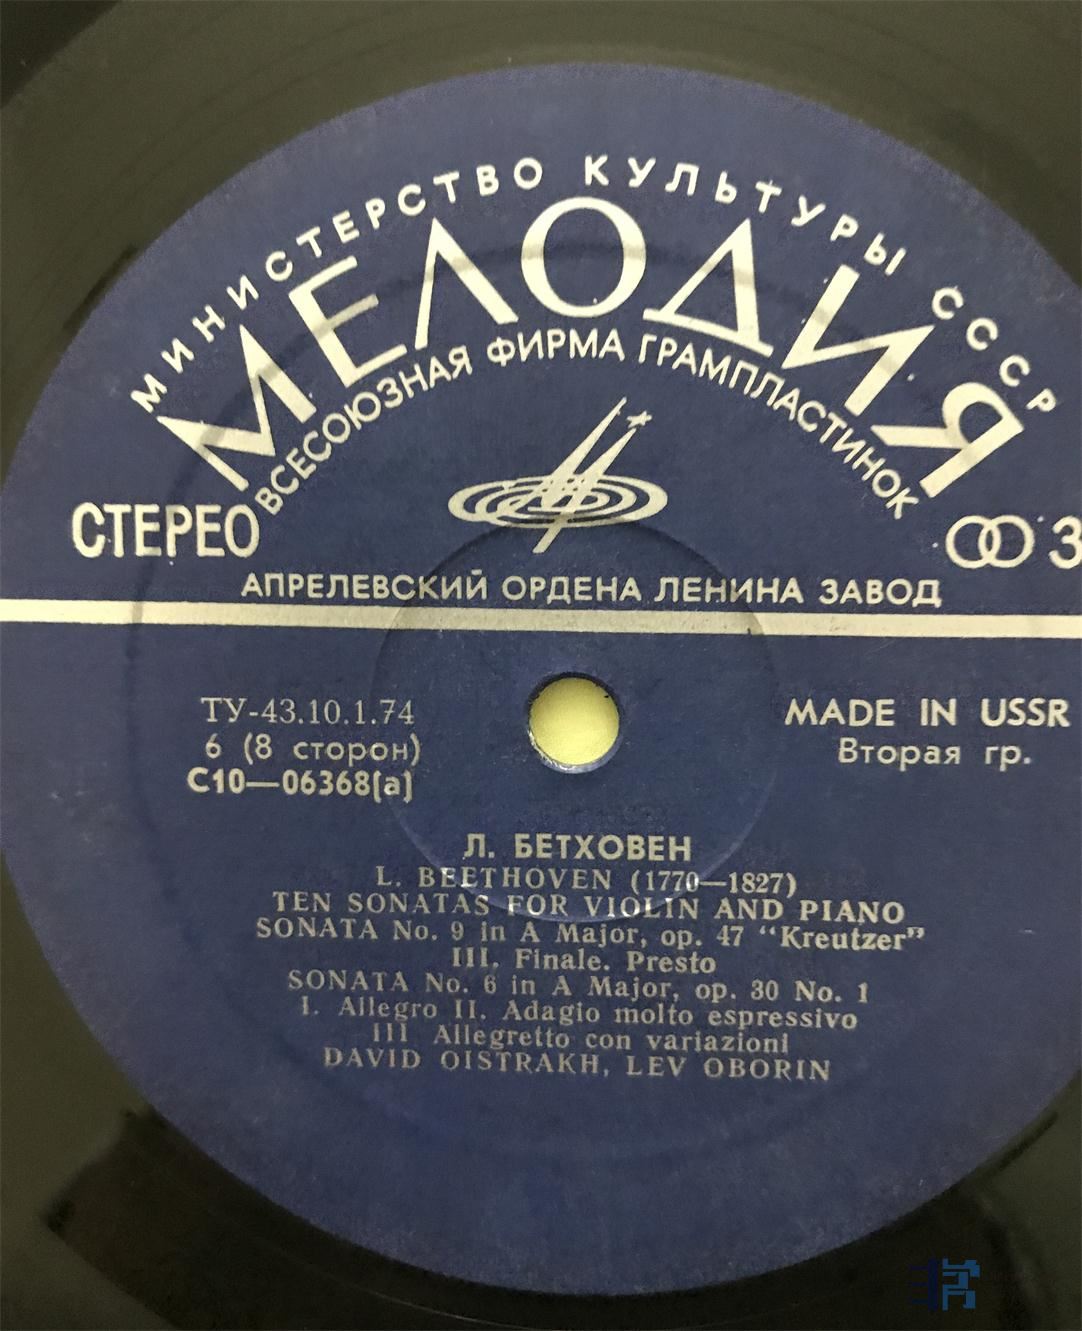 МИНИСТЕРСТВО КУЛЬТУРЫ СССР
МЕЛОДИЯ
ВСЕСОЮЗНАЯ ФИРМА ГРАМПЛАСТИНОК
СТЕРЕО
3
АПРЕЛЕВСКИЙ ОРДЕНА ЛЕНИНА ЗАВОД
ТУ-43.10.1.74
6 (8 сторон)
С10—06368(а)
MADE IN USSR
Вторая гр.
Л. БЕТХОВЕН
L. BEETHOVEN (1770—1827)
TEN SONATAS FOR VIOLIN AND PIANO
SONATA No. 9 in A Major, op. 47 “Kreutzer”
III. Finale. Presto
SONATA No. 6 in A Major, op. 30 No. 1
I. Allegro II. Adagio molto espressivo
III Allegretto con variazioni
DAVID OISTRAKH, LEV OBORIN